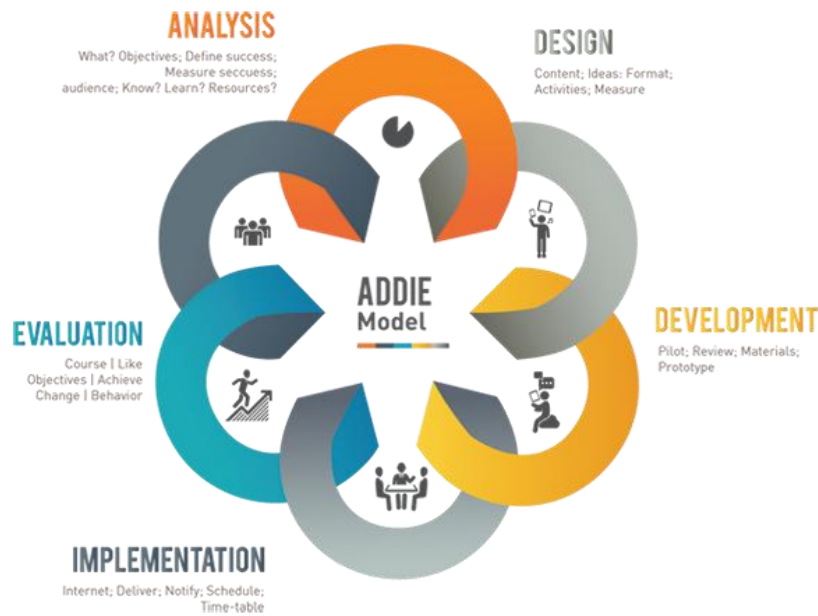 ANALYSIS
What? Objectives; Define success;
Measure seccuess;
audience; Know? Learn? Resources?
DESIGN
Content; Ideas: Format;
Activities; Measure
ADDIE
Model
EVALUATION
Course | Like
Objectives | Achieve
Change | Behavior
DEVELOPMENT
Pilot; Review; Materials;
Prototype
IMPLEMENTATION
Internet; Deliver; Notify; Schedule;
Time-table